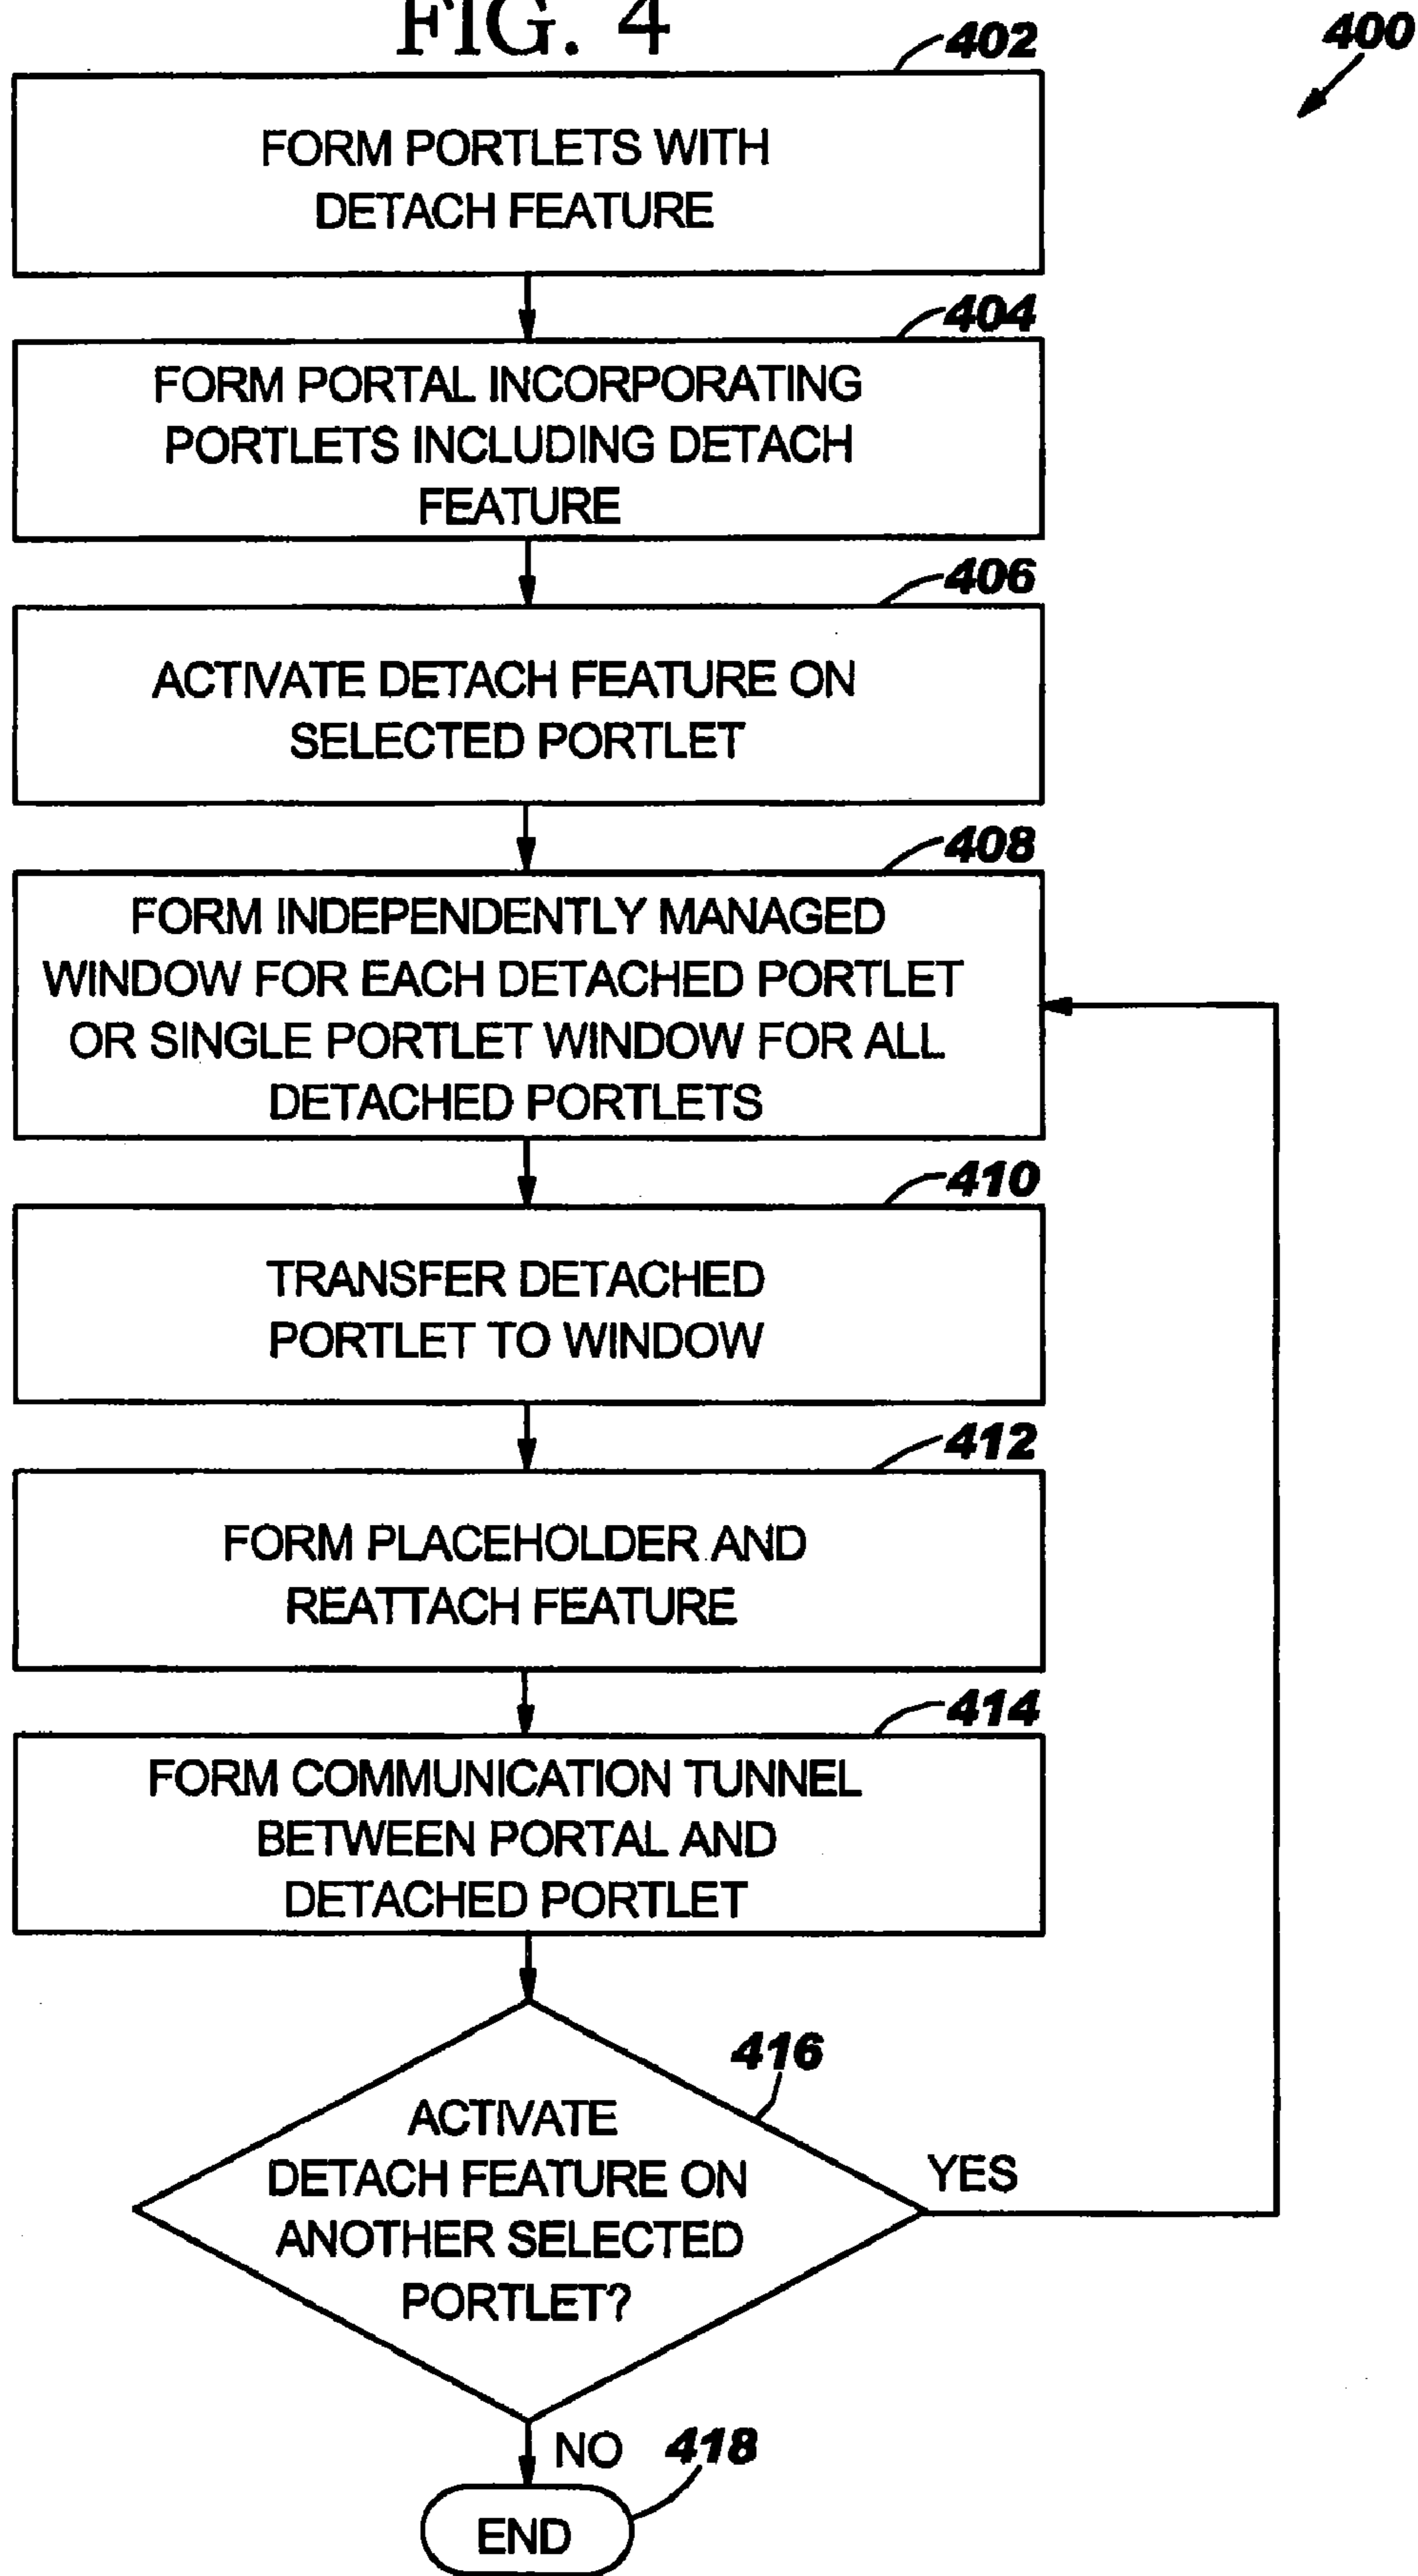 FIG. 4
400
402
FORM PORTLETS WITH
DETACH FEATURE
404
FORM PORTAL INCORPORATING
PORTLETS INCLUDING DETACH
FEATURE
406
ACTIVATE DETACH FEATURE ON
SELECTED PORTLET
408
FORM INDEPENDENTLY MANAGED
WINDOW FOR EACH DETACHED PORTLET
OR SINGLE PORTLET WINDOW FOR ALL
DETACHED PORTLETS
410
TRANSFER DETACHED
PORTLET TO WINDOW
412
FORM PLACEHOLDER AND
REATTACH FEATURE
414
FORM COMMUNICATION TUNNEL
BETWEEN PORTAL AND
DETACHED PORTLET
416
ACTIVATE
DETACH FEATURE ON
ANOTHER SELECTED
PORTLET?
YES
NO
418
END